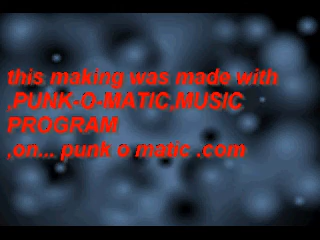 this making was made with
,PUNK-O-MATIC,MUSIC
PROGRAM
,on... punk o matic .com